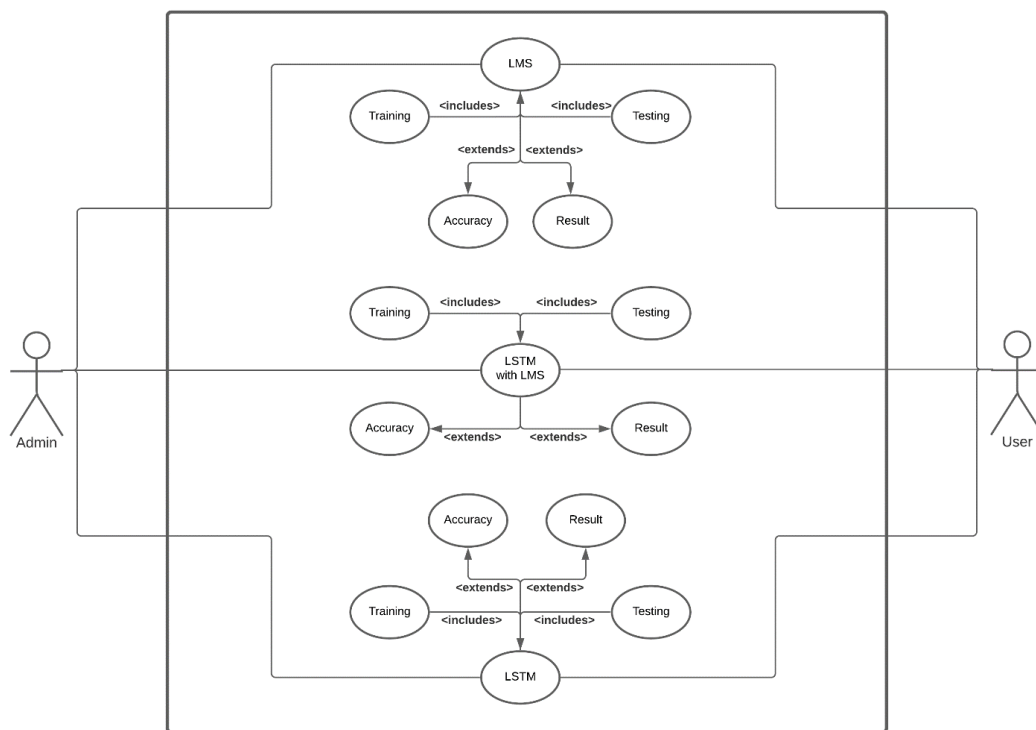 LMS
Training
<includes>
<includes>
Testing
<extends>
<extends>
Accuracy
Result
Training
<includes>
<includes>
Testing
LSTM
with LMS
Admin
User
Accuracy
<extends>
<extends>
Result
Accuracy
Result
<extends>
<extends>
Training
<includes>
<includes>
Testing
LSTM